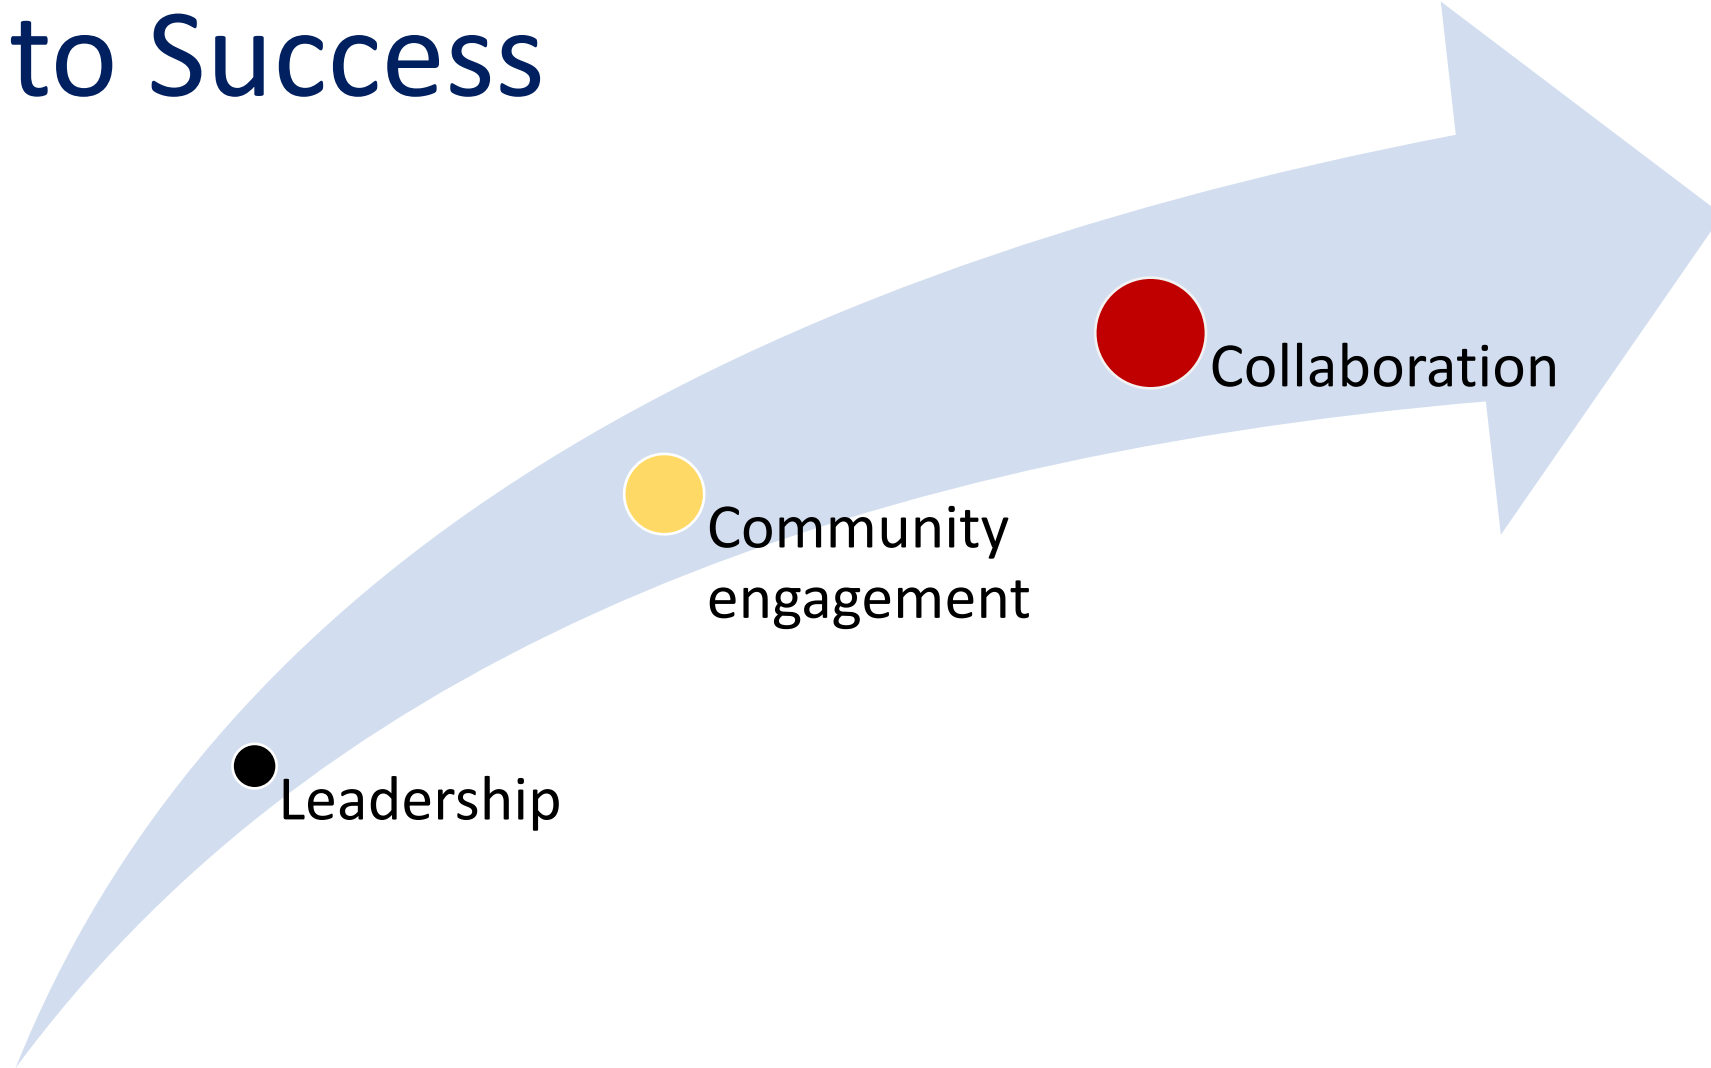 to Success
Collaboration
Community
engagement
Leadership